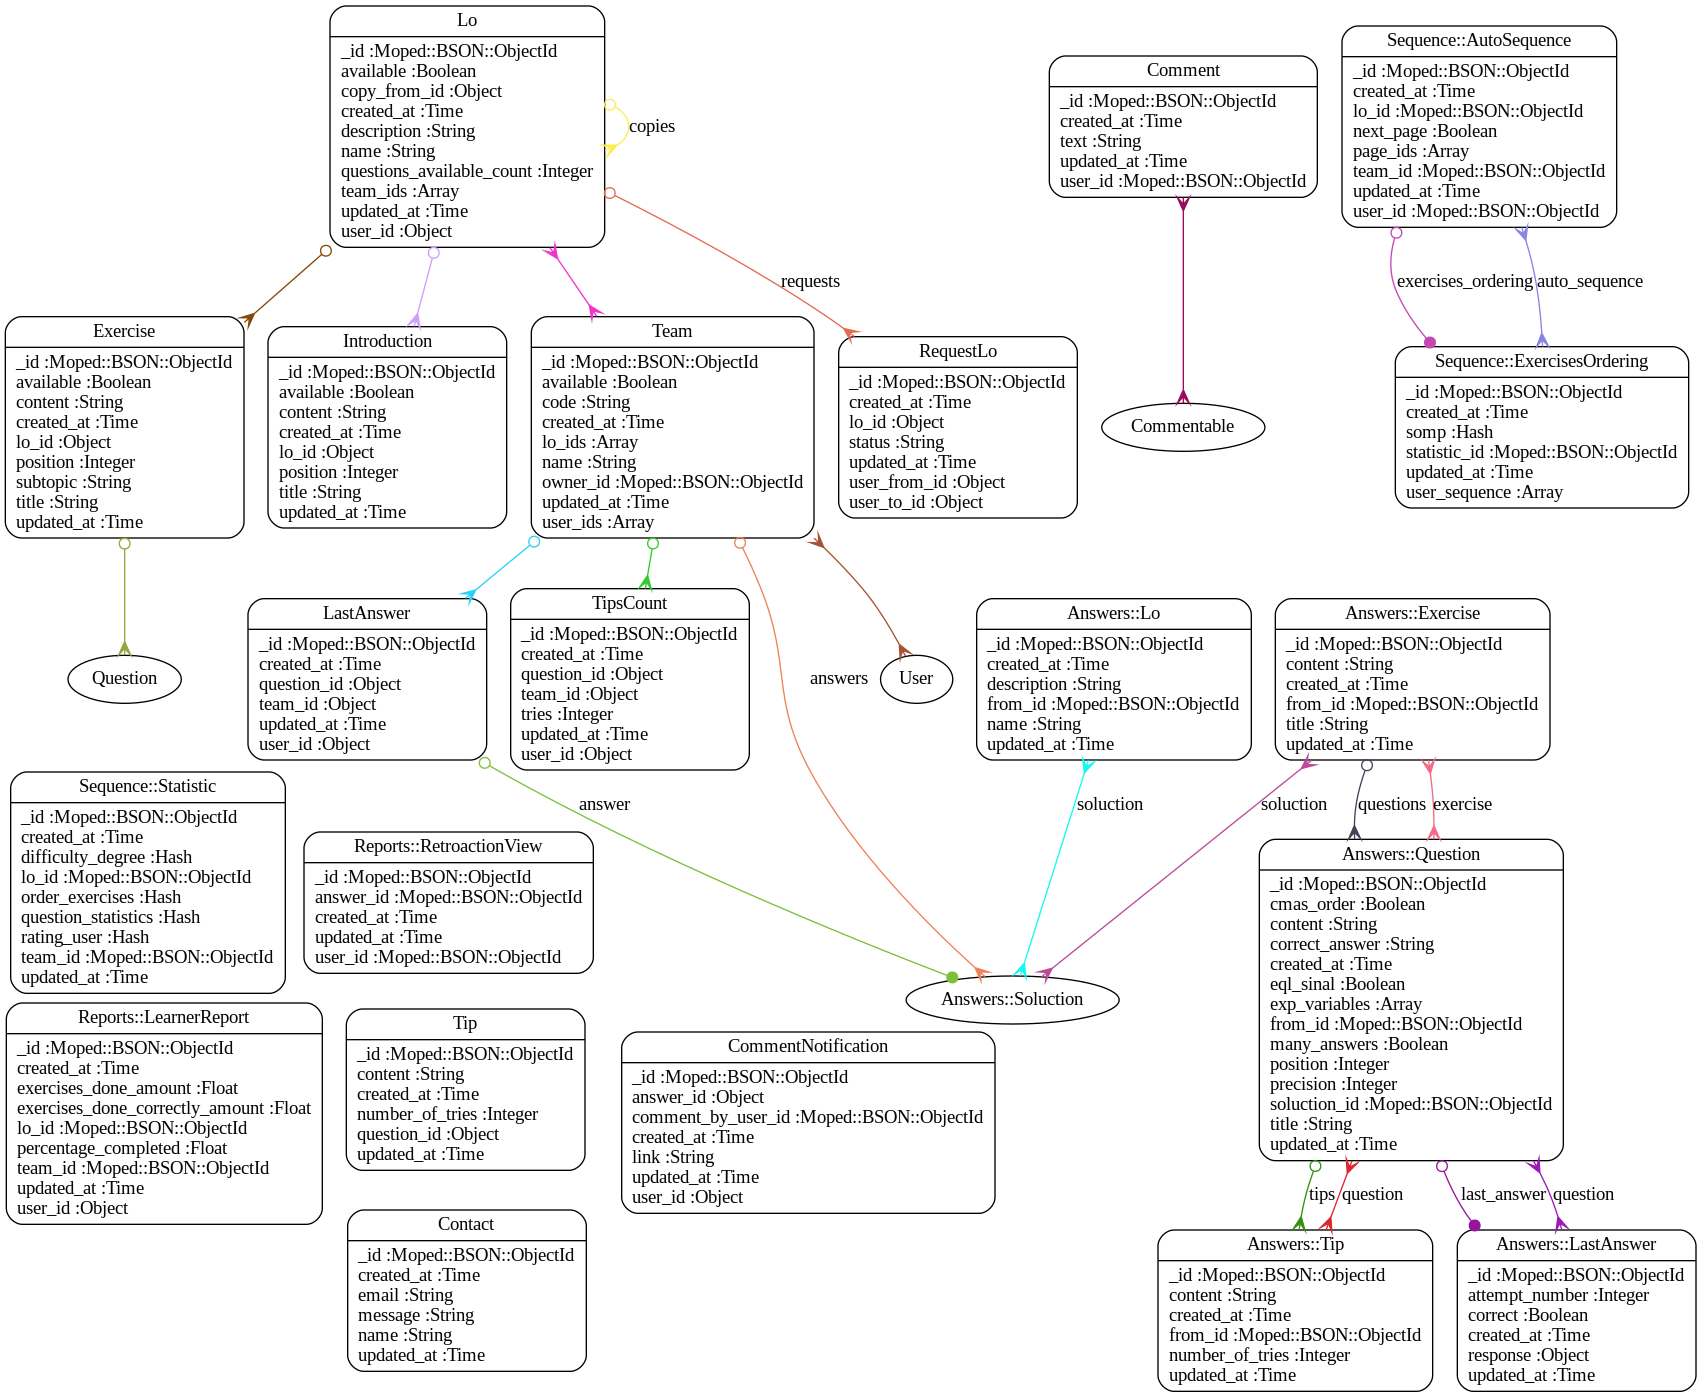 Lo
_id :Moped::BSON::ObjectId
available :Boolean
copy_from_id :Object
created_at :Time
description :String
name :String
questions_available_count :Integer
team_ids :Array
updated_at :Time
user_id :Object
copies
requests
Comment
_id :Moped::BSON::ObjectId
created_at :Time
text :String
updated_at :Time
user_id :Moped::BSON::ObjectId
Sequence::AutoSequence
_id :Moped::BSON::ObjectId
created_at :Time
lo_id :Moped::BSON::ObjectId
next_page :Boolean
page_ids :Array
team_id :Moped::BSON::ObjectId
updated_at :Time
user_id :Moped::BSON::ObjectId
exercises_ordering
auto_sequence
Exercise
_id :Moped::BSON::ObjectId
available :Boolean
content :String
created_at :Time
lo_id :Object
position :Integer
subtopic :String
title :String
updated_at :Time
Introduction
_id :Moped::BSON::ObjectId
available :Boolean
content :String
created_at :Time
lo_id :Object
position :Integer
title :String
updated_at :Time
Team
_id :Moped::BSON::ObjectId
available :Boolean
code :String
created_at :Time
lo_ids :Array
name :String
owner_id :Moped::BSON::ObjectId
updated_at :Time
user_ids :Array
RequestLo
_id :Moped::BSON::ObjectId
created_at :Time
lo_id :Object
status :String
updated_at :Time
user_from_id :Object
user_to_id :Object
Commentable
Sequence::ExercisesOrdering
_id :Moped::BSON::ObjectId
created_at :Time
somp :Hash
statistic_id :Moped::BSON::ObjectId
updated_at :Time
user_sequence :Array
Question
LastAnswer
_id :Moped::BSON::ObjectId
created_at :Time
question_id :Object
team_id :Object
updated_at :Time
user_id :Object
TipsCount
_id :Moped::BSON::ObjectId
created_at :Time
question_id :Object
team_id :Object
tries :Integer
updated_at :Time
user_id :Object
answers
User
Answers::Lo
_id :Moped::BSON::ObjectId
created_at :Time
description :String
from_id :Moped::BSON::ObjectId
name :String
updated_at :Time
Answers::Exercise
_id :Moped::BSON::ObjectId
content :String
created_at :Time
from_id :Moped::BSON::ObjectId
title :String
updated_at :Time
answer
soluction
soluction
questions
exercise
Sequence::Statistic
_id :Moped::BSON::ObjectId
created_at :Time
difficulty_degree :Hash
lo_id :Moped::BSON::ObjectId
order_exercises :Hash
question_statistics :Hash
rating_user :Hash
team_id :Moped::BSON::ObjectId
updated_at :Time
Reports::RetroactionView
_id :Moped::BSON::ObjectId
answer_id :Moped::BSON::ObjectId
created_at :Time
updated_at :Time
user_id :Moped::BSON::ObjectId
Answers::Soluction
Answers::Question
_id :Moped::BSON::ObjectId
cmas_order :Boolean
content :String
correct_answer :String
created_at :Time
eql_sinal :Boolean
exp_variables :Array
from_id :Moped::BSON::ObjectId
many_answers :Boolean
position :Integer
precision :Integer
soluction_id :Moped::BSON::ObjectId
title :String
updated_at :Time
Reports::LearnerReport
_id :Moped::BSON::ObjectId
created_at :Time
exercises_done_amount :Float
exercises_done_correctly_amount :Float
lo_id :Moped::BSON::ObjectId
percentage_completed :Float
team_id :Moped::BSON::ObjectId
updated_at :Time
user_id :Object
Tip
_id :Moped::BSON::ObjectId
content :String
created_at :Time
number_of_tries :Integer
question_id :Object
updated_at :Time
CommentNotification
_id :Moped::BSON::ObjectId
answer_id :Object
comment_by_user_id :Moped::BSON::ObjectId
created_at :Time
link :String
updated_at :Time
user_id :Object
tips
question
last_answer
question
Contact
_id :Moped::BSON::ObjectId
created_at :Time
email :String
message :String
name :String
updated_at :Time
Answers::Tip
_id :Moped::BSON::ObjectId
content :String
created_at :Time
from_id :Moped::BSON::ObjectId
number_of_tries :Integer
updated_at :Time
Answers::LastAnswer
_id :Moped::BSON::ObjectId
attempt_number :Integer
correct :Boolean
created_at :Time
response :Object
updated_at :Time